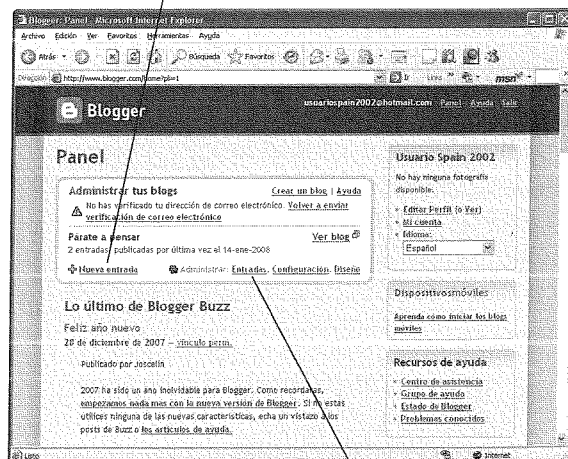 Blogger: Panel - Microsoft Internet Explorer
Archivo Edición Ver Favoritos Herramientas Ayuda
Atrás Búsqueda Favoritos
Dirección http://www.blogger.com/home?pli=1 Ir msn
Blogger
usuariospain2002@hotmail.com Panel Ayuda Salir
Panel
Administrar tus blogs Crear un blog | Ayuda
No has verificado tu dirección de correo electrónico. Volver a enviar
verificación de correo electrónico
Párate a pensar Ver blog
2 entradas, publicadas por última vez el 14-ene-2008
Nueva entrada Administrar: Entradas, Configuración, Diseño
Lo último de Blogger Buzz
Feliz año nuevo
28 de diciembre de 2007 – vínculo perm.
Publicado por Joscelin
2007 ha sido un año inolvidable para Blogger. Como recordarás,
empezamos nada más con la nueva versión de Blogger. Si no estás
utilices ninguna de las nuevas características, echa un vistazo a los
posts de Buzz o los artículos de ayuda.
Usuario Spain 2002
No hay ninguna fotografía
disponible.
Editar Perfil (o Ver)
Mi cuenta
Idioma:
Español
Dispositivosmóviles
Aprenda cómo iniciar los blogs
móviles
Recursos de ayuda
Centro de asistencia
Grupo de ayuda
Estado de Blogger
Problemas conocidos
Listo Internet